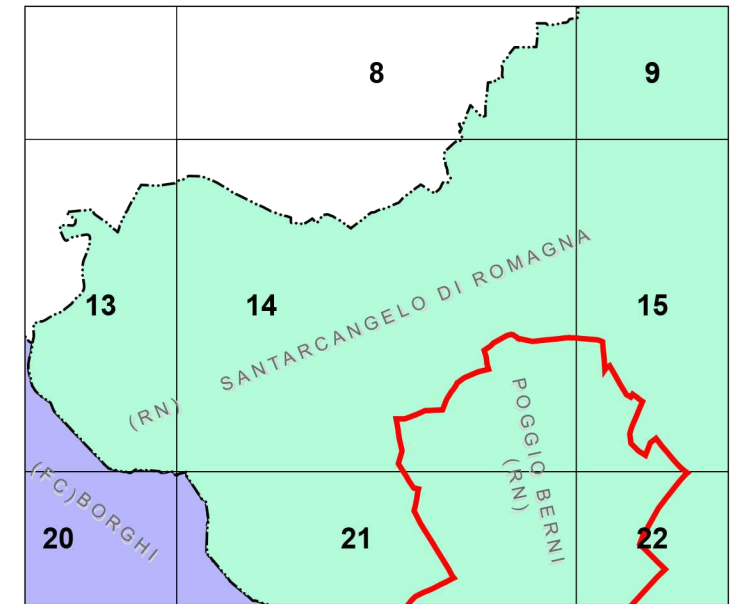 8
9
13
14
15
(RN) SANTARCANGELO DI ROMAGNA
POGGIO BERNI
(RN)
(FC)BORGHI
20
21
22